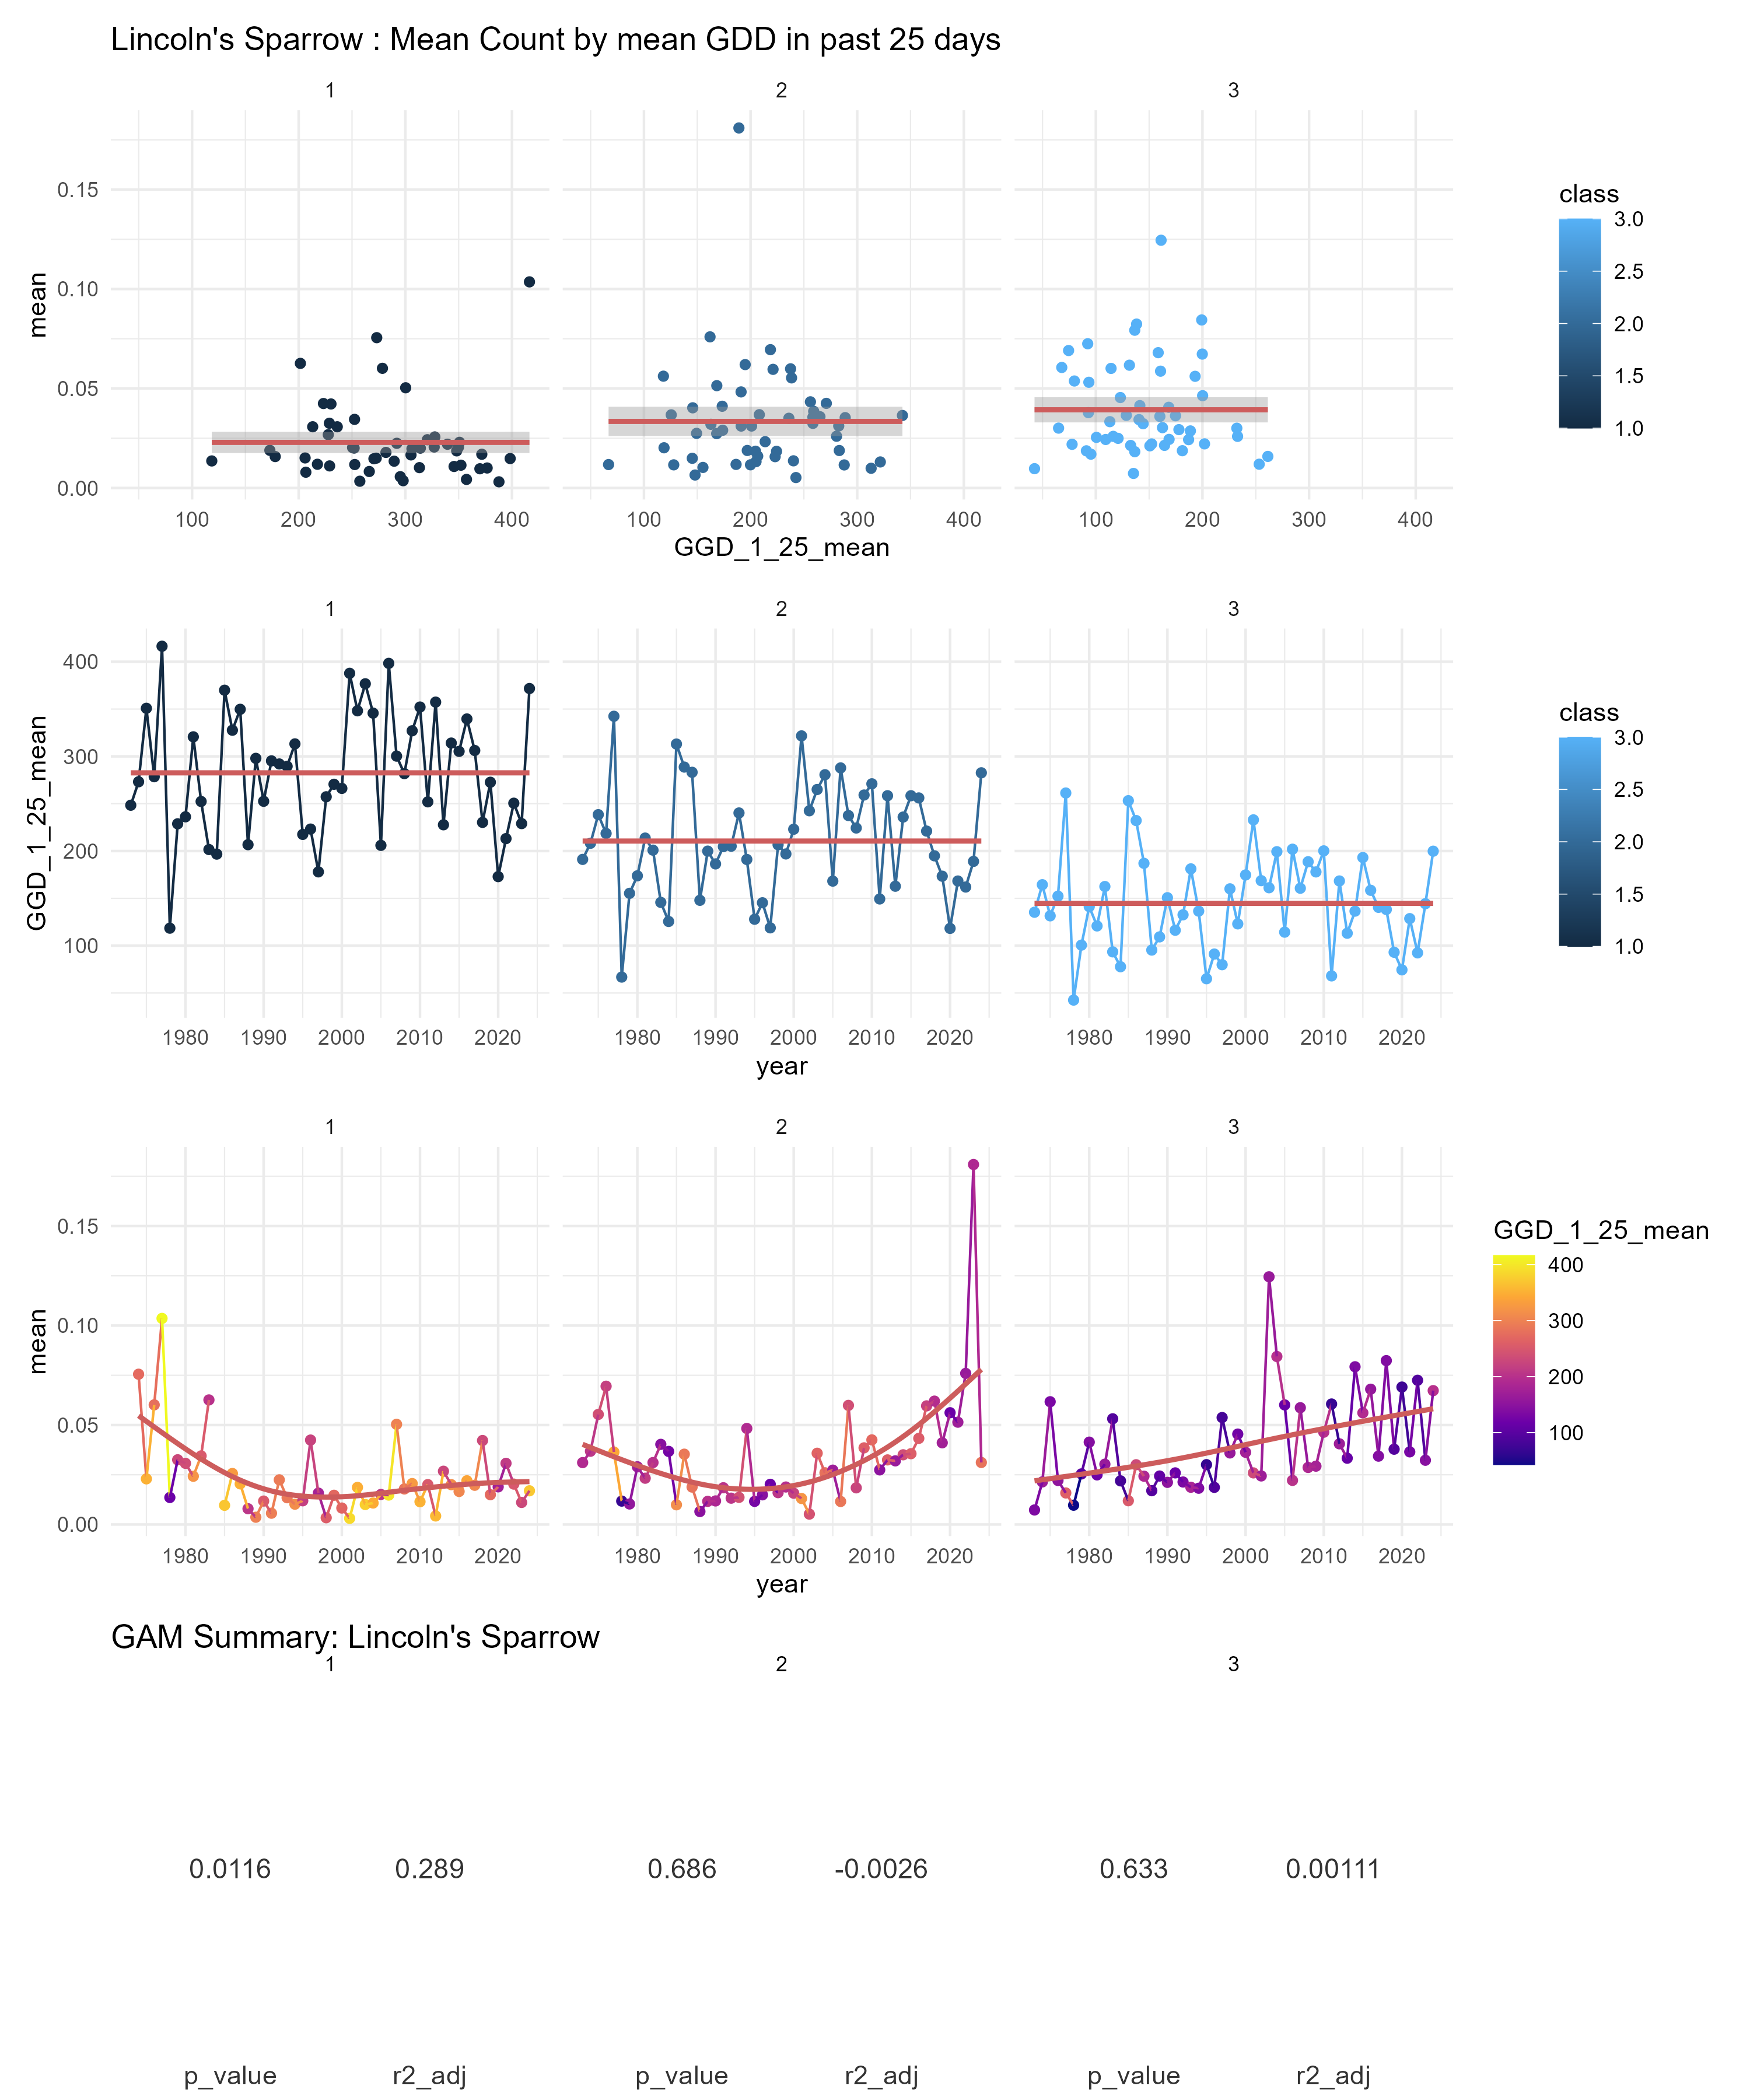 Lincoln's Sparrow : Mean Count by mean GDD in past 25 days
1 2 3
mean
0.15
0.10
0.05
0.00
100 200 300 400 100 200 300 400 100 200 300 400
GGD_1_25_mean
class
3.0
2.5
2.0
1.5
1.0
1 2 3
GGD_1_25_mean
400
300
200
100
1980 1990 2000 2010 2020 1980 1990 2000 2010 2020 1980 1990 2000 2010 2020
year
class
3.0
2.5
2.0
1.5
1.0
1 2 3
mean
0.15
0.10
0.05
0.00
1980 1990 2000 2010 2020 1980 1990 2000 2010 2020 1980 1990 2000 2010 2020
year
GGD_1_25_mean
400
300
200
100
GAM Summary: Lincoln's Sparrow
1 2 3
0.0116 0.289 0.686 -0.0026 0.633 0.00111
p_value r2_adj p_value r2_adj p_value r2_adj